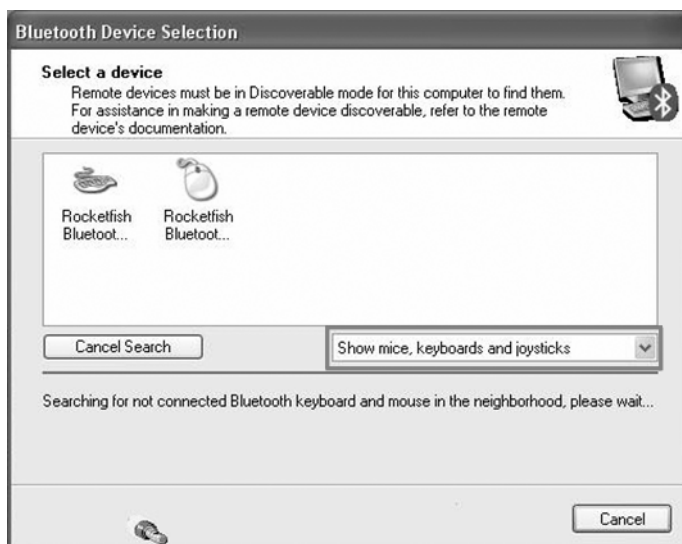 Bluetooth Device Selection
Select a device
Remote devices must be in Discoverable mode for this computer to find them.
For assistance in making a remote device discoverable, refer to the remote
device's documentation.
Rocketfish
Bluetoot...
Rocketfish
Bluetoot...
Cancel Search
Show mice, keyboards and joysticks
Searching for not connected Bluetooth keyboard and mouse in the neighborhood, please wait...
Cancel